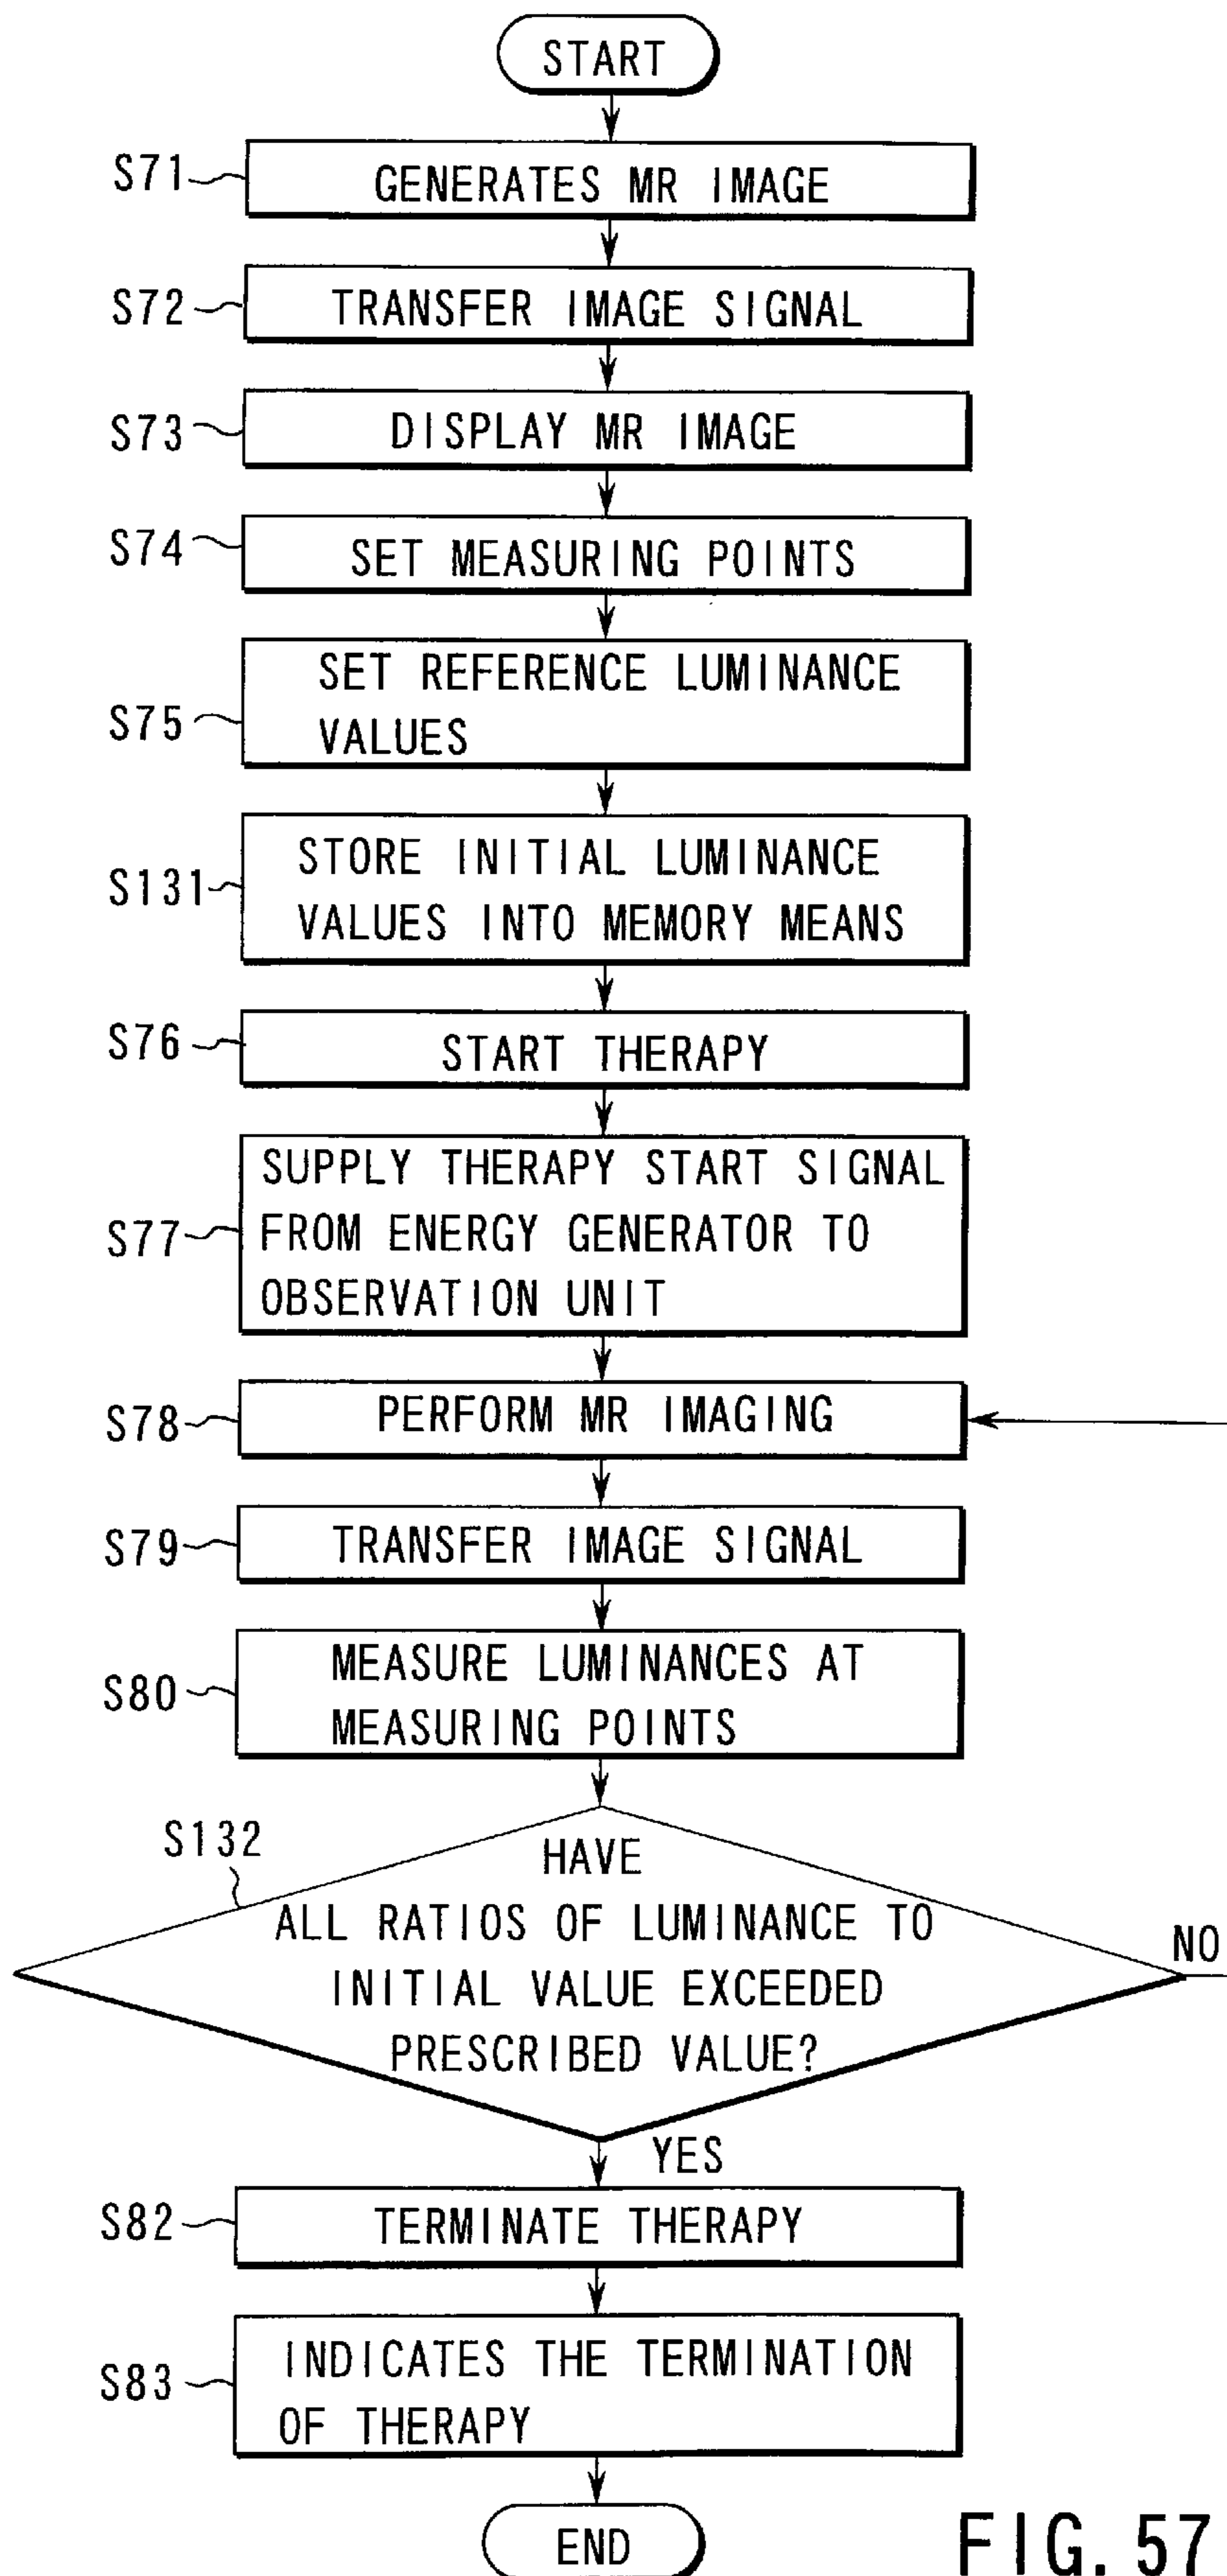 START
S71
GENERATES MR IMAGE
S72
TRANSFER IMAGE SIGNAL
S73
DISPLAY MR IMAGE
S74
SET MEASURING POINTS
S75
SET REFERENCE LUMINANCE
VALUES
S131
STORE INITIAL LUMINANCE
VALUES INTO MEMORY MEANS
S76
START THERAPY
S77
SUPPLY THERAPY START SIGNAL
FROM ENERGY GENERATOR TO
OBSERVATION UNIT
S78
PERFORM MR IMAGING
S79
TRANSFER IMAGE SIGNAL
S80
MEASURE LUMINANCES AT
MEASURING POINTS
S132
HAVE
ALL RATIOS OF LUMINANCE TO
INITIAL VALUE EXCEEDED
PRESCRIBED VALUE?
NO
YES
S82
TERMINATE THERAPY
S83
INDICATES THE TERMINATION
OF THERAPY
END
FIG. 57